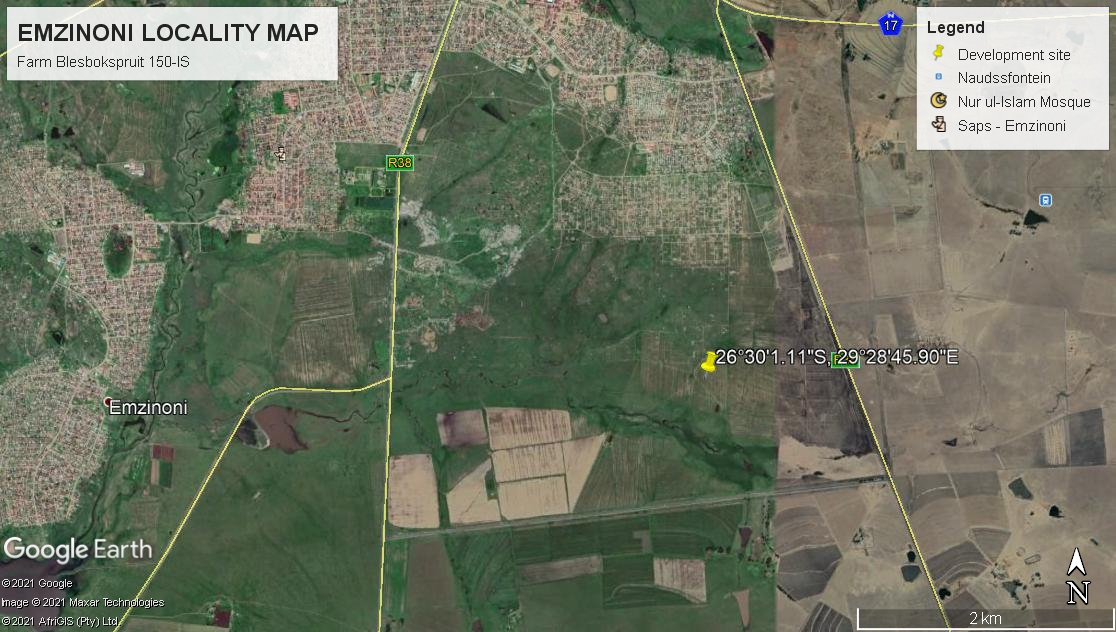 EMZINONI LOCALITY MAP
Farm Blesbokspruit 150-IS
N
17
Legend
Development site
Naudssfontein
Nur ul-Islam Mosque
Saps - Emzinoni
R38
26°30'1.11"S, 29°28'45.90"E
Emzinoni
Google Earth
©2021 Google
Image © 2021 Maxar Technologies
©2021 AfriGIS (Pty) Ltd.
N
2 km